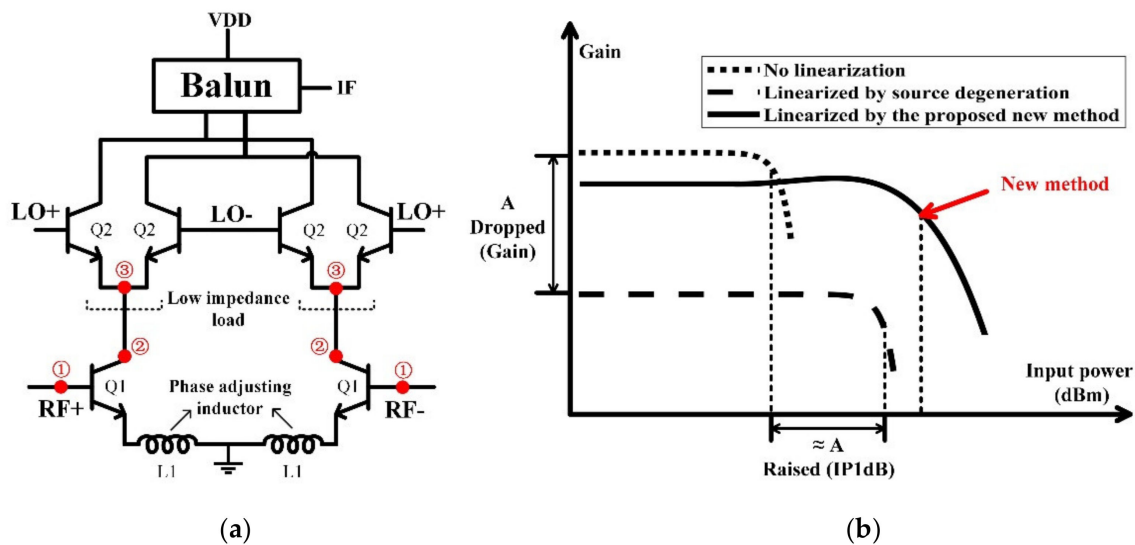 VDD
Balun
IF
LO+
Q2
Q2
LO-
Q2
Q2
LO+
③
③
Low impedance
load
②
②
①
①
Q1
Phase adjusting
inductor
Q1
RF+
RF-
L1
L1
(a)
Gain
No linearization
Linearized by source degeneration
Linearized by the proposed new method
New method
A
Dropped
(Gain)
Input power
(dBm)
≈ A
Raised (IP1dB)
(b)